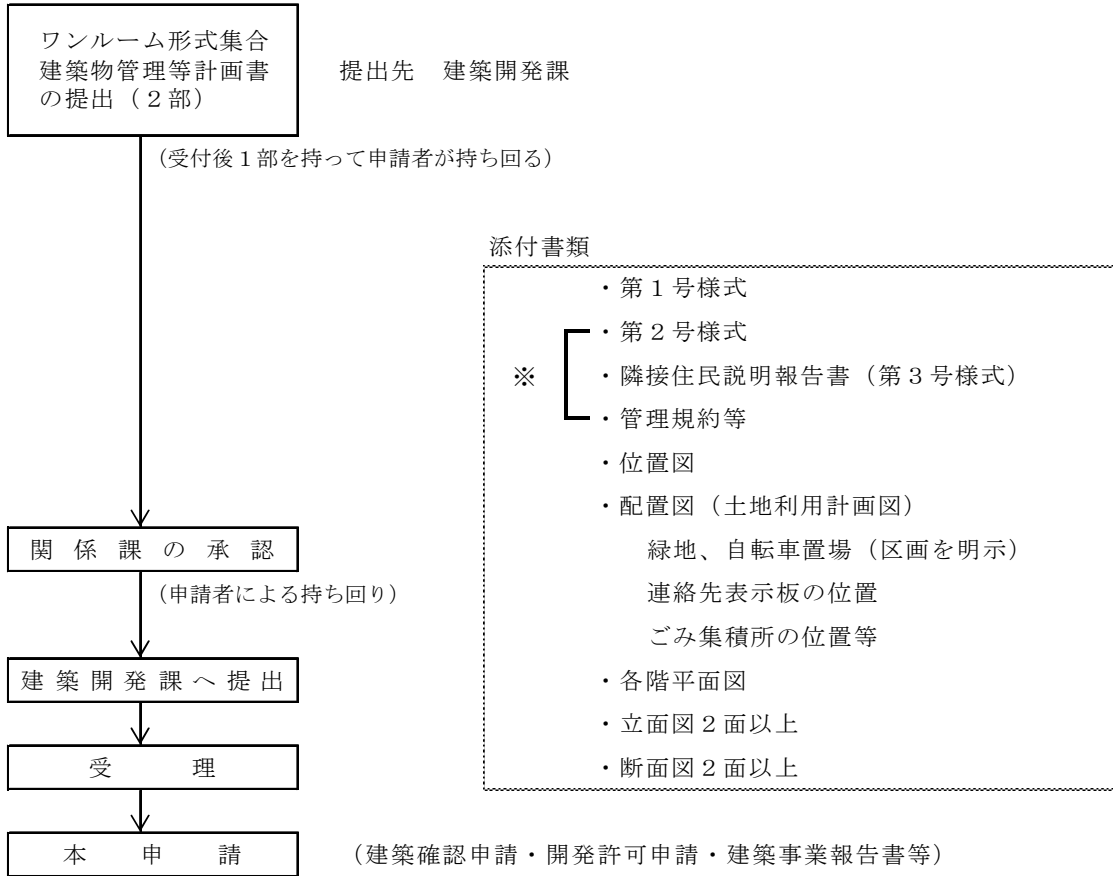 ワンルーム形式集合
建築物管理等計画書
の提出（２部）
提出先　建築開発課
（受付後１部を持って申請者が持ち回る）
添付書類
・第１号様式
・第２号様式
※
・隣接住民説明報告書（第３号様式）
・管理規約等
・位置図
・配置図（土地利用計画図）
緑地、自転車置場（区画を明示）
連絡先表示板の位置
ごみ集積所の位置等
・各階平面図
・立面図２面以上
・断面図２面以上
関係課の承認
（申請者による持ち回り）
建築開発課へ提出
受　　理
本　申　請
（建築確認申請・開発許可申請・建築事業報告書等）